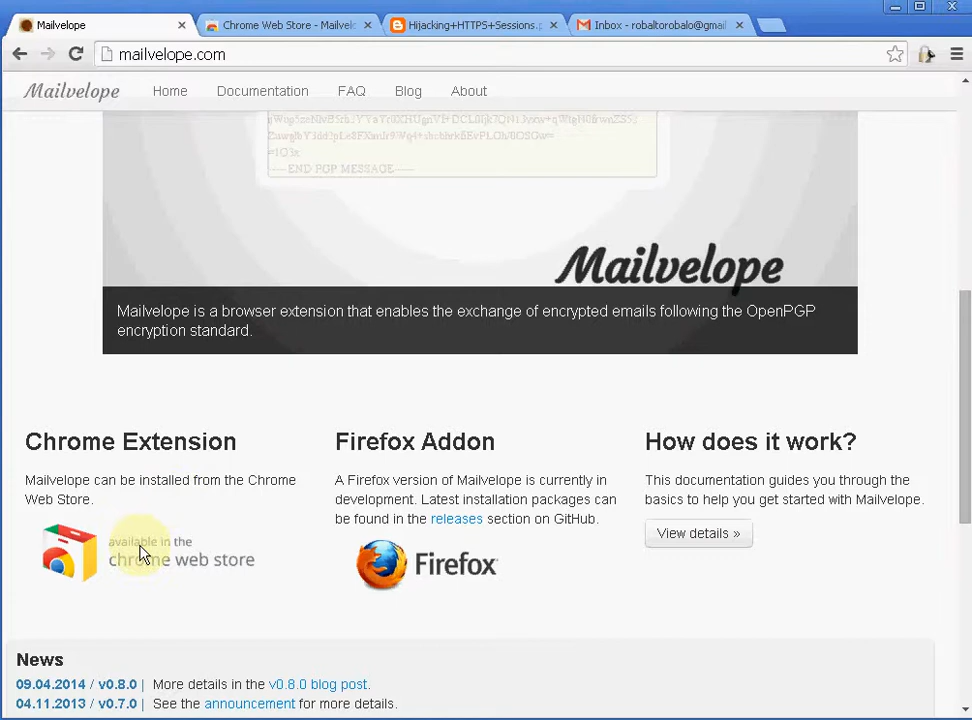 Mailvelope
Chrome Web Store - Mailvel
Hijacking+HTTPS+Sessions.
Inbox - robaltorobalo@gmai
mailvelope.com
Mailvelope Home Documentation FAQ Blog About
----- END PGP MESSAGE-----
Mailvelope
Mailvelope is a browser extension that enables the exchange of encrypted emails following the OpenPGP
encryption standard.
Chrome Extension
Mailvelope can be installed from the Chrome
Web Store.
available in the
chrome web store
Firefox Addon
A Firefox version of Mailvelope is currently in
development. Latest installation packages can
be found in the releases section on GitHub.
Firefox
How does it work?
This documentation guides you through the
basics to help you get started with Mailvelope.
View details »
News
09.04.2014 / v0.8.0 | More details in the v0.8.0 blog post.
04.11.2013 / v0.7.0 | See the announcement for more details.